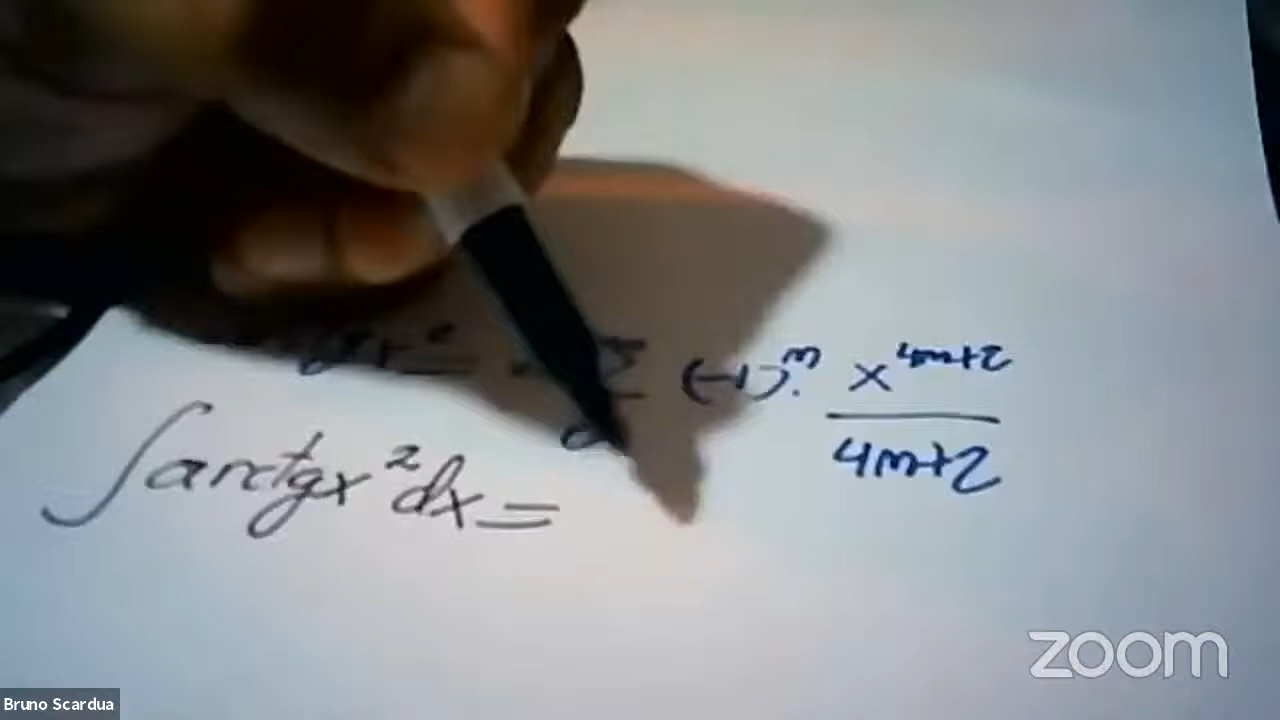 (-1)^m . x^{4m+2} / 4m+2
∫ arctgx² dx =
zoom
Bruno Scardua